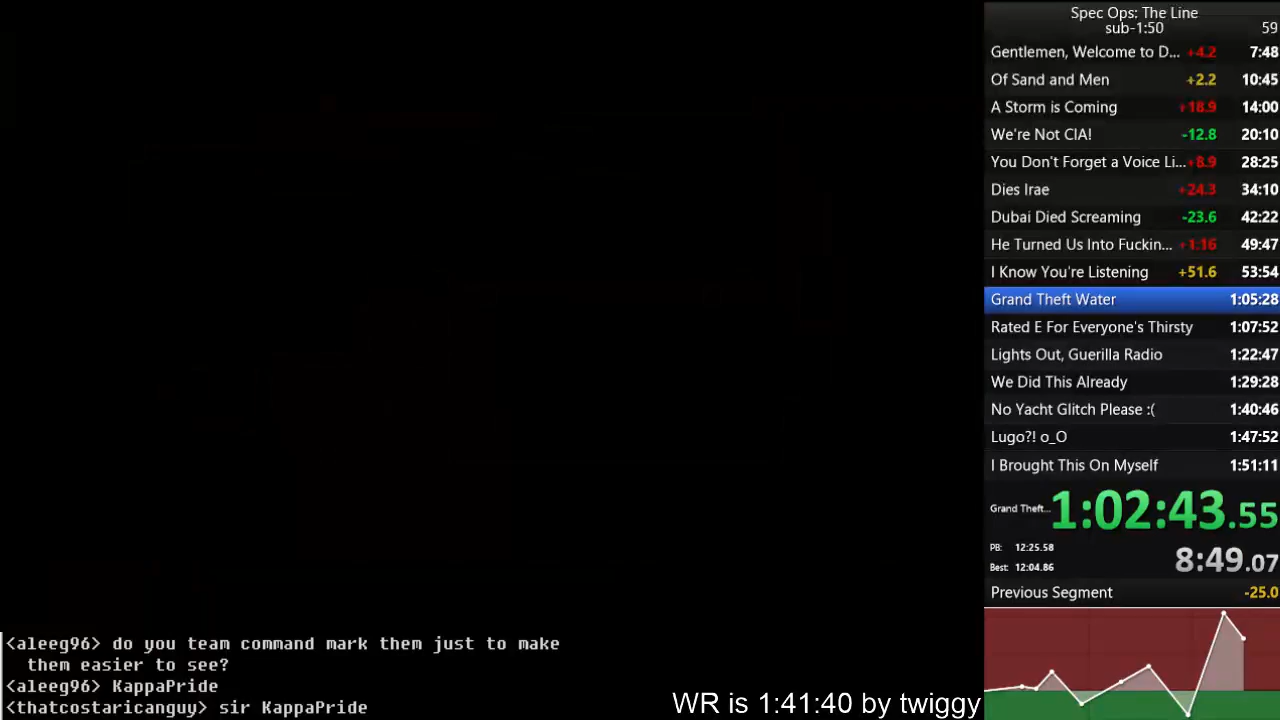 Spec Ops: The Line
sub-1:50 59
Gentlemen, Welcome to D... +4.2 7:48
Of Sand and Men +2.2 10:45
A Storm is Coming +18.9 14:00
We're Not CIA! -12.8 20:10
You Don't Forget a Voice Li... +8.9 28:25
Dies Irae +24.3 34:10
Dubai Died Screaming -23.6 42:22
He Turned Us Into Fuckin... +1:16 49:47
I Know You're Listening +51.6 53:54
Grand Theft Water 1:05:28
Rated E For Everyone's Thirsty 1:07:52
Lights Out, Guerilla Radio 1:22:47
We Did This Already 1:29:28
No Yacht Glitch Please :( 1:40:46
Lugo?! o_O 1:47:52
I Brought This On Myself 1:51:11
Grand Theft... 1:02:43.55
PB: 12:25.58
Best: 12:04.86
8:49.07
Previous Segment -25.0
<aleeg96> do you team command mark them just to make
them easier to see?
<aleeg96> KappaPride
<thatcostaricanguy> sir KappaPride
WR is 1:41:40 by twiggy